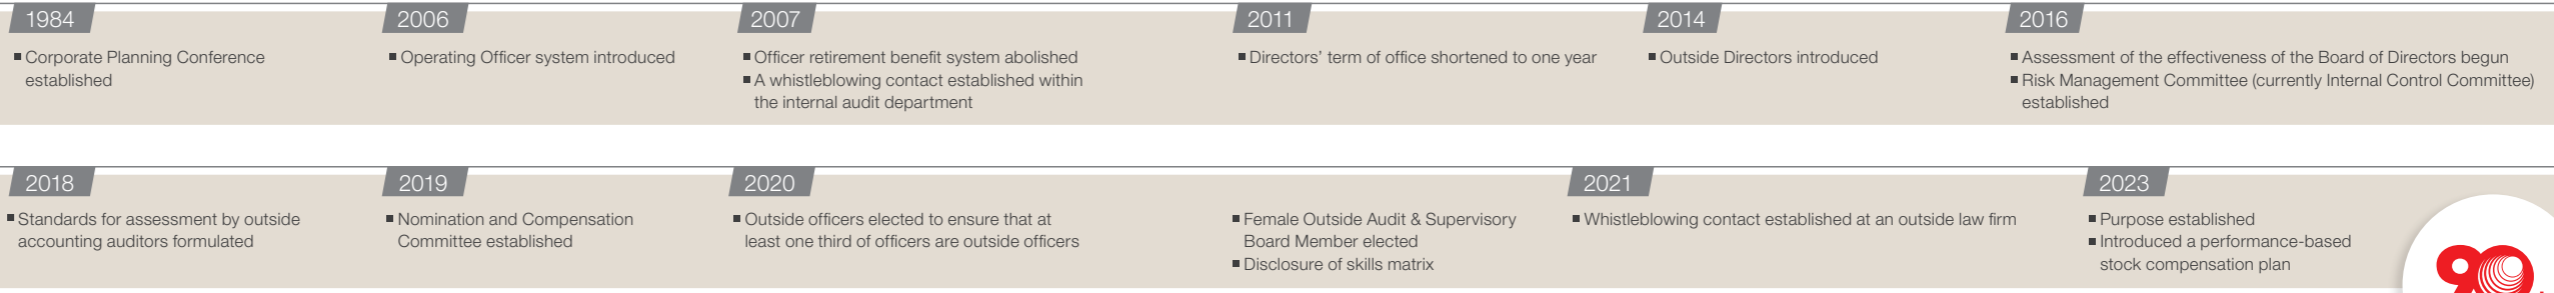 1984
■ Corporate Planning Conference
established
2006
■ Operating Officer system introduced
2007
■ Officer retirement benefit system abolished
■ A whistleblowing contact established within
the internal audit department
2011
■ Directors' term of office shortened to one year
2014
■ Outside Directors introduced
2016
■ Assessment of the effectiveness of the Board of Directors begun
■ Risk Management Committee (currently Internal Control Committee)
established
2018
■ Standards for assessment by outside
accounting auditors formulated
2019
■ Nomination and Compensation
Committee established
2020
■ Outside officers elected to ensure that at
least one third of officers are outside officers
■ Female Outside Audit & Supervisory
Board Member elected
■ Disclosure of skills matrix
2021
■ Whistleblowing contact established at an outside law firm
2023
■ Purpose established
■ Introduced a performance-based
stock compensation plan
90